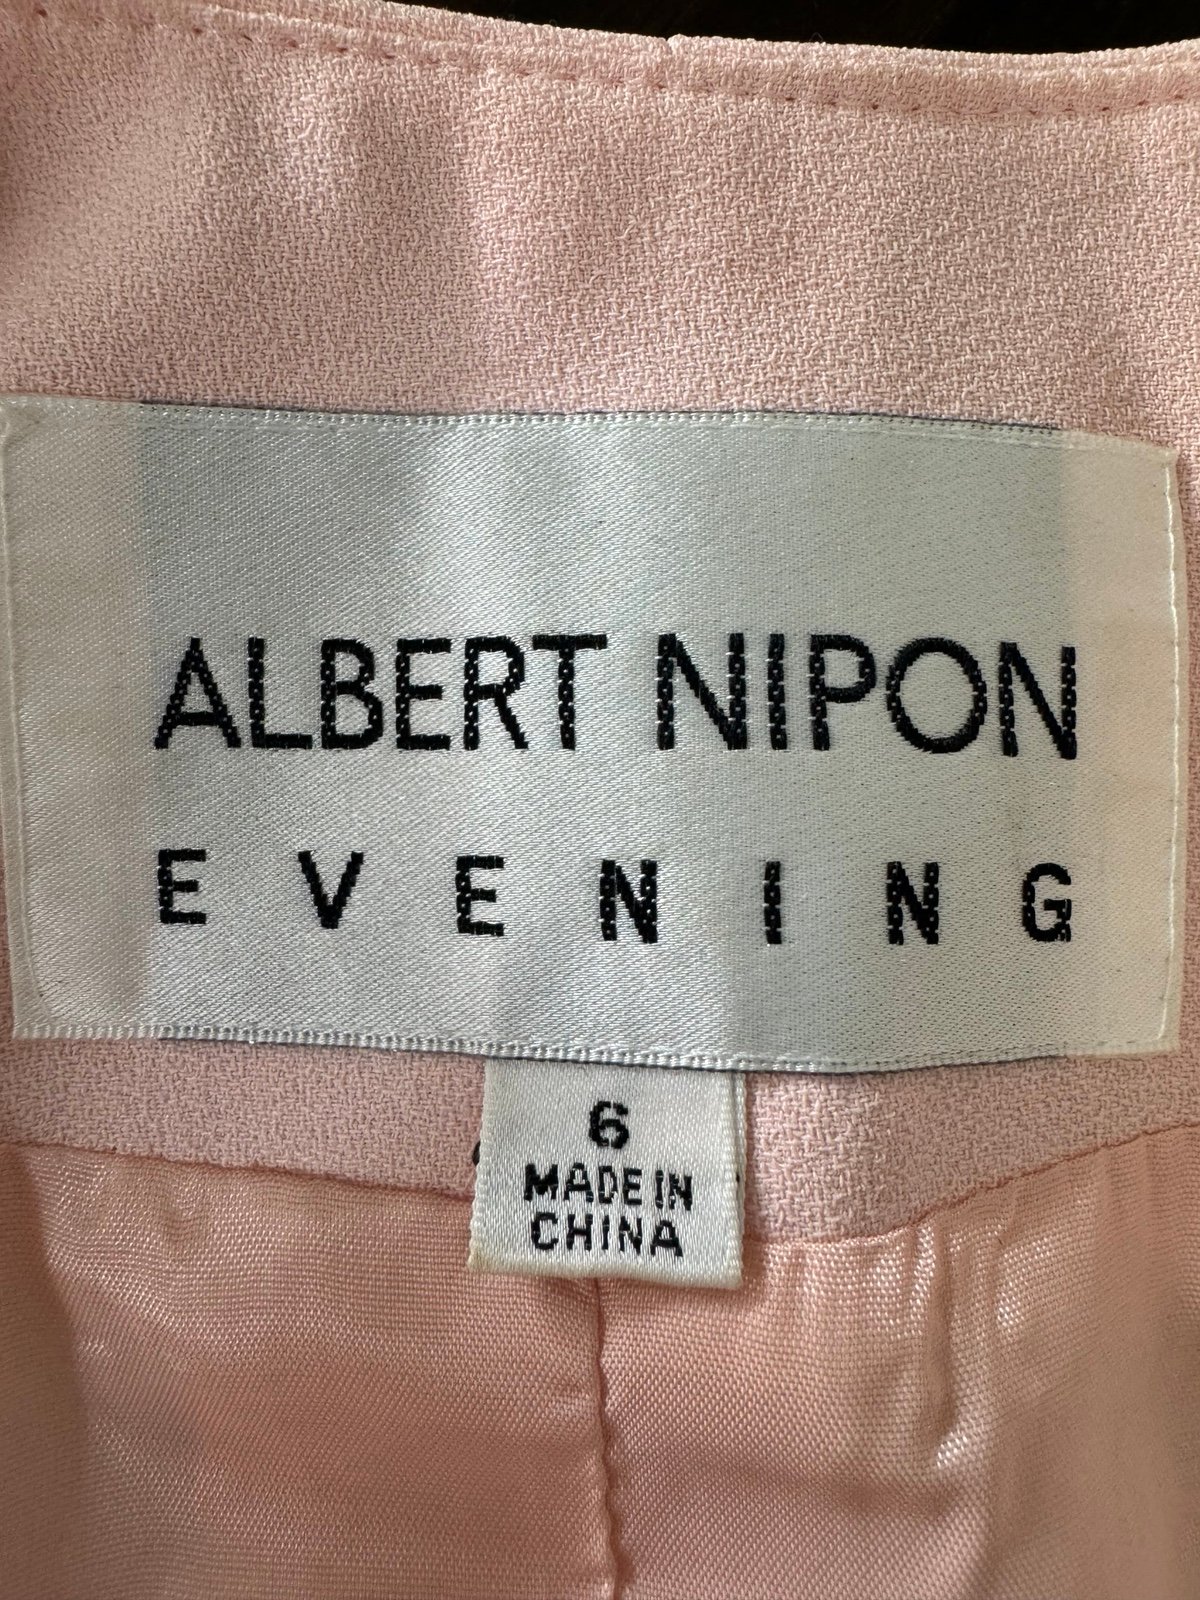 ALBERT NIPON
EVENING
6
MADE IN
CHINA